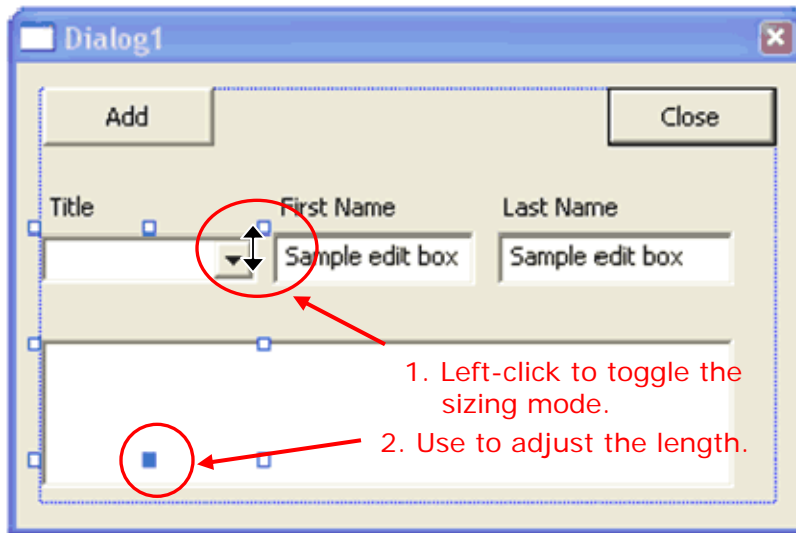 Dialog1
Add
Close
Title
First Name
Last Name
Sample edit box
Sample edit box
1. Left-click to toggle the
sizing mode.
2. Use to adjust the length.